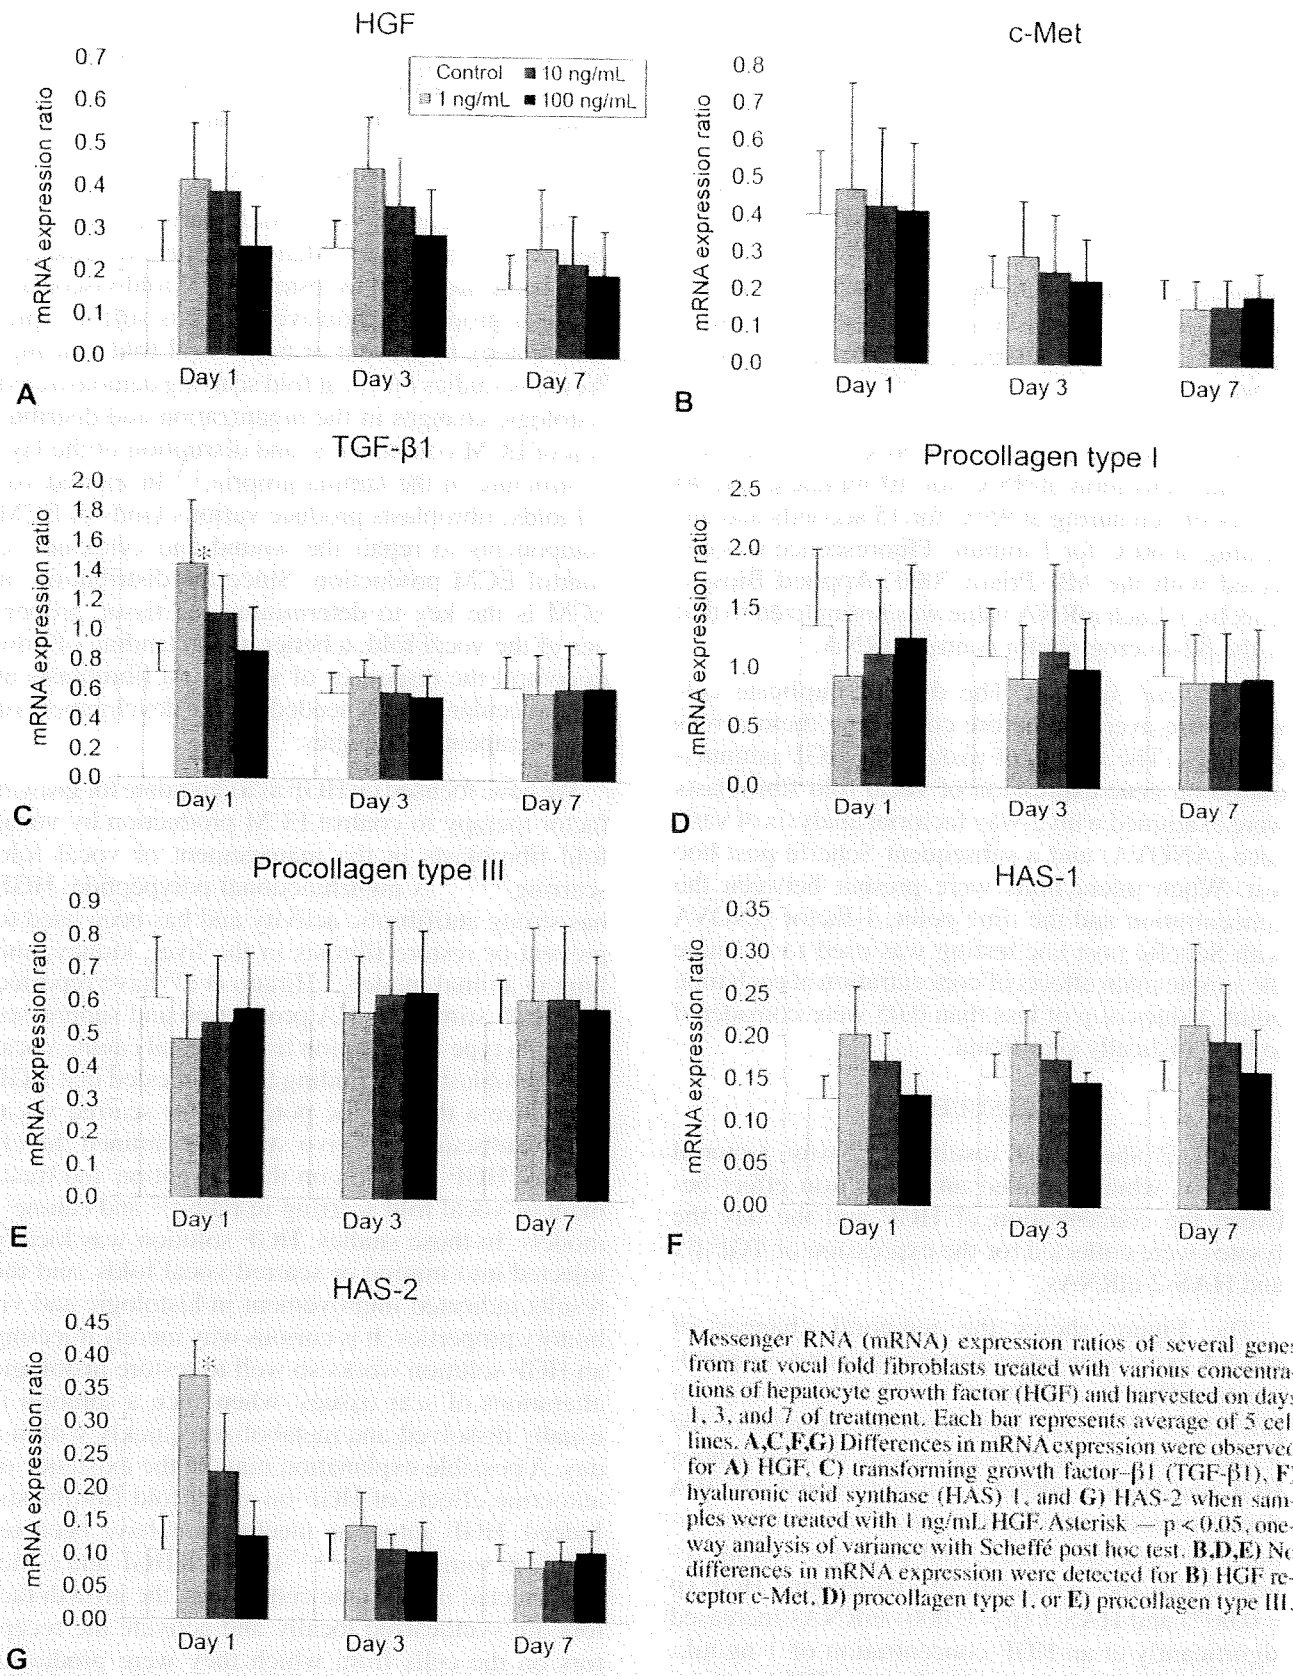 HGF
mRNA expression ratio
0.7
0.6
0.5
0.4
0.3
0.2
0.1
0.0
Control 10 ng/mL
1 ng/mL 100 ng/mL
Day 1 Day 3 Day 7
A
c-Met
mRNA expression ratio
0.8
0.7
0.6
0.5
0.4
0.3
0.2
0.1
0.0
Day 1 Day 3 Day 7
B
TGF-β1
mRNA expression ratio
2.0
1.8
1.6
1.4
1.2
1.0
0.8
0.6
0.4
0.2
0.0
*
Day 1 Day 3 Day 7
C
Procollagen type I
mRNA expression ratio
2.5
2.0
1.5
1.0
0.5
0.0
Day 1 Day 3 Day 7
D
Procollagen type III
mRNA expression ratio
0.9
0.8
0.7
0.6
0.5
0.4
0.3
0.2
0.1
0.0
Day 1 Day 3 Day 7
E
HAS-1
mRNA expression ratio
0.35
0.30
0.25
0.20
0.15
0.10
0.05
0.00
Day 1 Day 3 Day 7
F
HAS-2
mRNA expression ratio
0.45
0.40
0.35
0.30
0.25
0.20
0.15
0.10
0.05
0.00
*
Day 1 Day 3 Day 7
G
Messenger RNA (mRNA) expression ratios of several genes
from rat vocal fold fibroblasts treated with various concentra-
tions of hepatocyte growth factor (HGF) and harvested on days
1, 3, and 7 of treatment. Each bar represents average of 5 cell
lines. A,C,F,G) Differences in mRNA expression were observed
for A) HGF, C) transforming growth factor–β1 (TGF-β1), F)
hyaluronic acid synthase (HAS) 1, and G) HAS-2 when sam-
ples were treated with 1 ng/mL HGF. Asterisk — p < 0.05, one-
way analysis of variance with Scheffé post hoc test. B,D,E) No
differences in mRNA expression were detected for B) HGF re-
ceptor c-Met, D) procollagen type I, or E) procollagen type III.